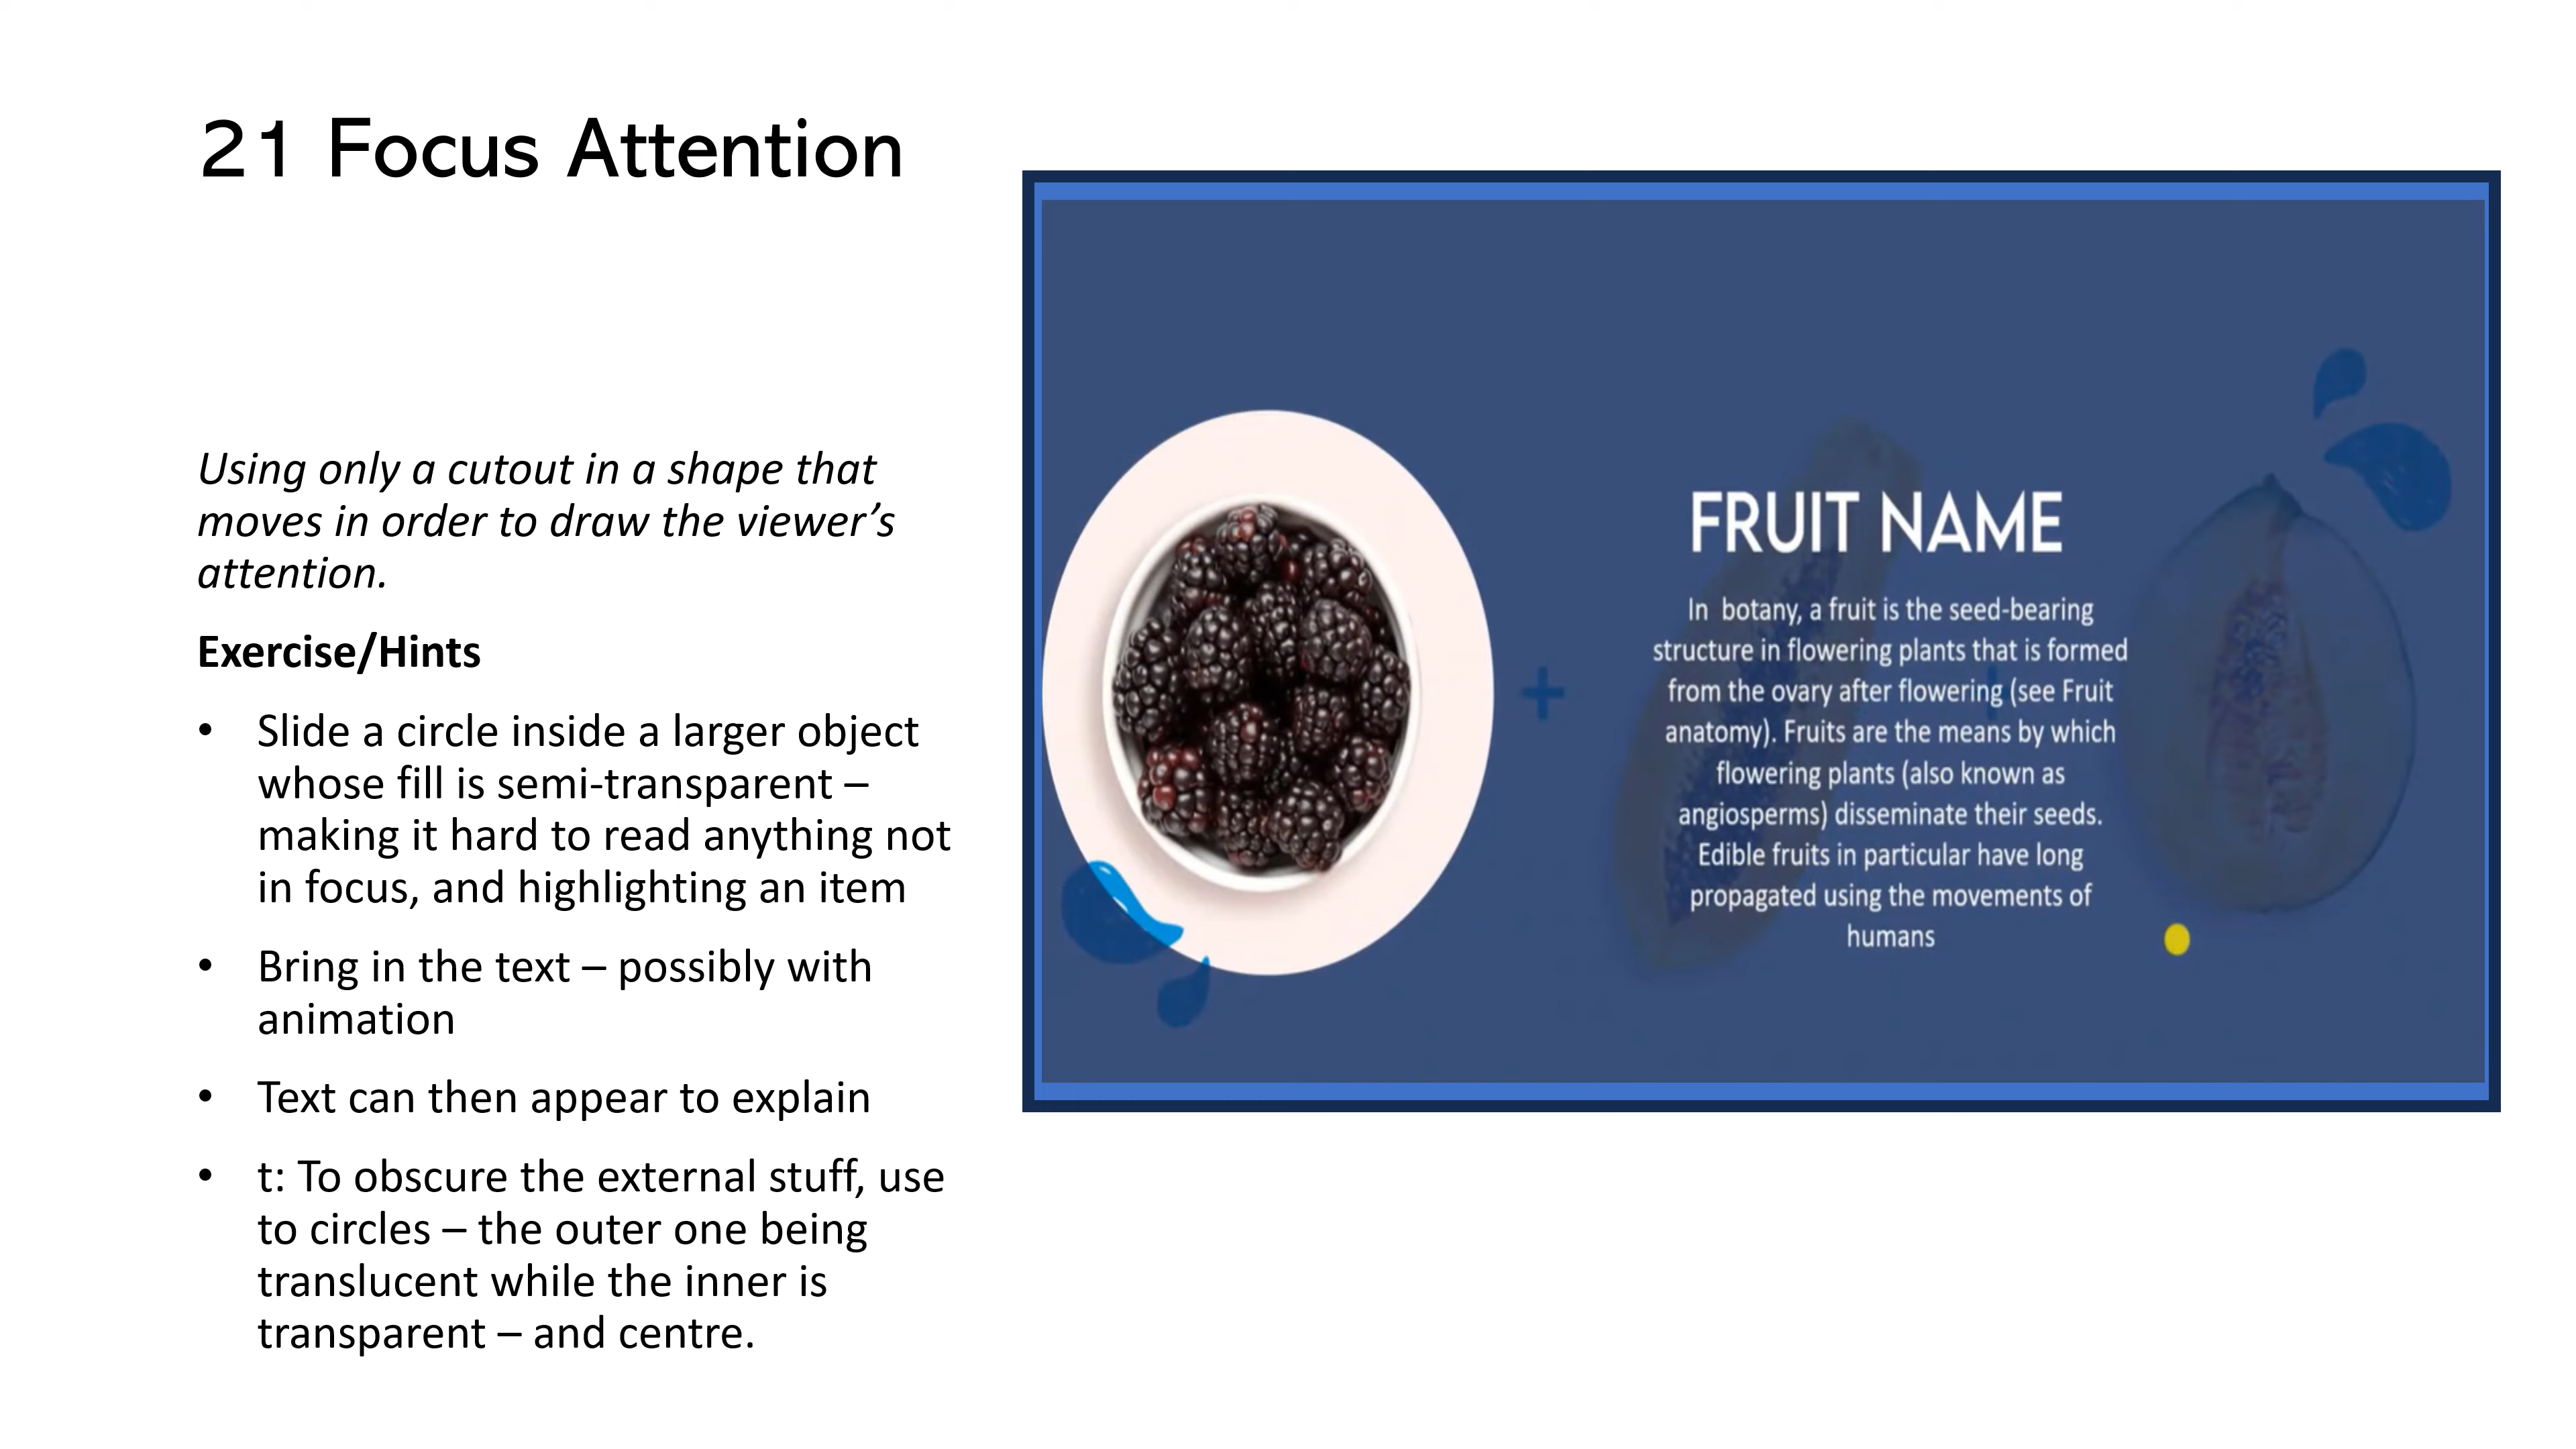 21 Focus Attention
Using only a cutout in a shape that
moves in order to draw the viewer’s
attention.
Exercise/Hints
• Slide a circle inside a larger object
whose fill is semi-transparent –
making it hard to read anything not
in focus, and highlighting an item
• Bring in the text – possibly with
animation
• Text can then appear to explain
• t: To obscure the external stuff, use
to circles – the outer one being
translucent while the inner is
transparent – and centre.
FRUIT NAME
In botany, a fruit is the seed-bearing
structure in flowering plants that is formed
from the ovary after flowering (see Fruit
anatomy). Fruits are the means by which
flowering plants (also known as
angiosperms) disseminate their seeds.
Edible fruits in particular have long
propagated using the movements of
humans